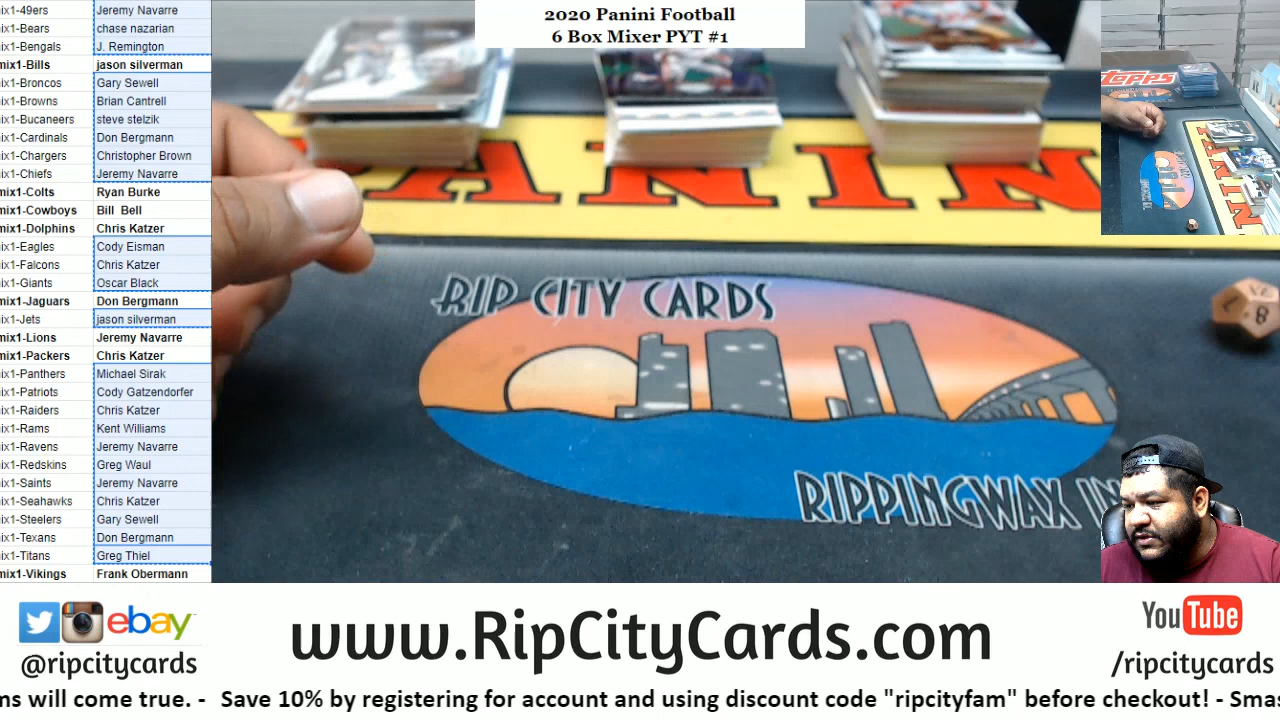 2020 Panini Football
6 Box Mixer PYT #1
ix1-49ers Jeremy Navarre
ix1-Bears chase nazarian
ix1-Bengals J. Remington
mix1-Bills jason silverman
ix1-Broncos Gary Sewell
ix1-Browns Brian Cantrell
ix1-Bucaneers steve stelzik
ix1-Cardinals Don Bergmann
ix1-Chargers Christopher Brown
ix1-Chiefs Jeremy Navarre
mix1-Colts Ryan Burke
mix1-Cowboys Bill Bell
mix1-Dolphins Chris Katzer
ix1-Eagles Cody Eisman
ix1-Falcons Chris Katzer
ix1-Giants Oscar Black
mix1-Jaguars Don Bergmann
ix1-Jets jason silverman
mix1-Lions Jeremy Navarre
mix1-Packers Chris Katzer
ix1-Panthers Michael Sirak
ix1-Patriots Cody Gatzendorfer
ix1-Raiders Chris Katzer
ix1-Rams Kent Williams
ix1-Ravens Jeremy Navarre
ix1-Redskins Greg Waul
ix1-Saints Jeremy Navarre
ix1-Seahawks Chris Katzer
ix1-Steelers Gary Sewell
ix1-Texans Don Bergmann
ix1-Titans Greg Thiel
mix1-Vikings Frank Obermann
PANINI
TOPPS
RIP CITY CARDS
RIPPINGWAX IN
8
ebay
@ripcitycards
www.RipCityCards.com
YouTube
/ripcitycards
ms will come true. - Save 10% by registering for account and using discount code "ripcityfam" before checkout! - Smas